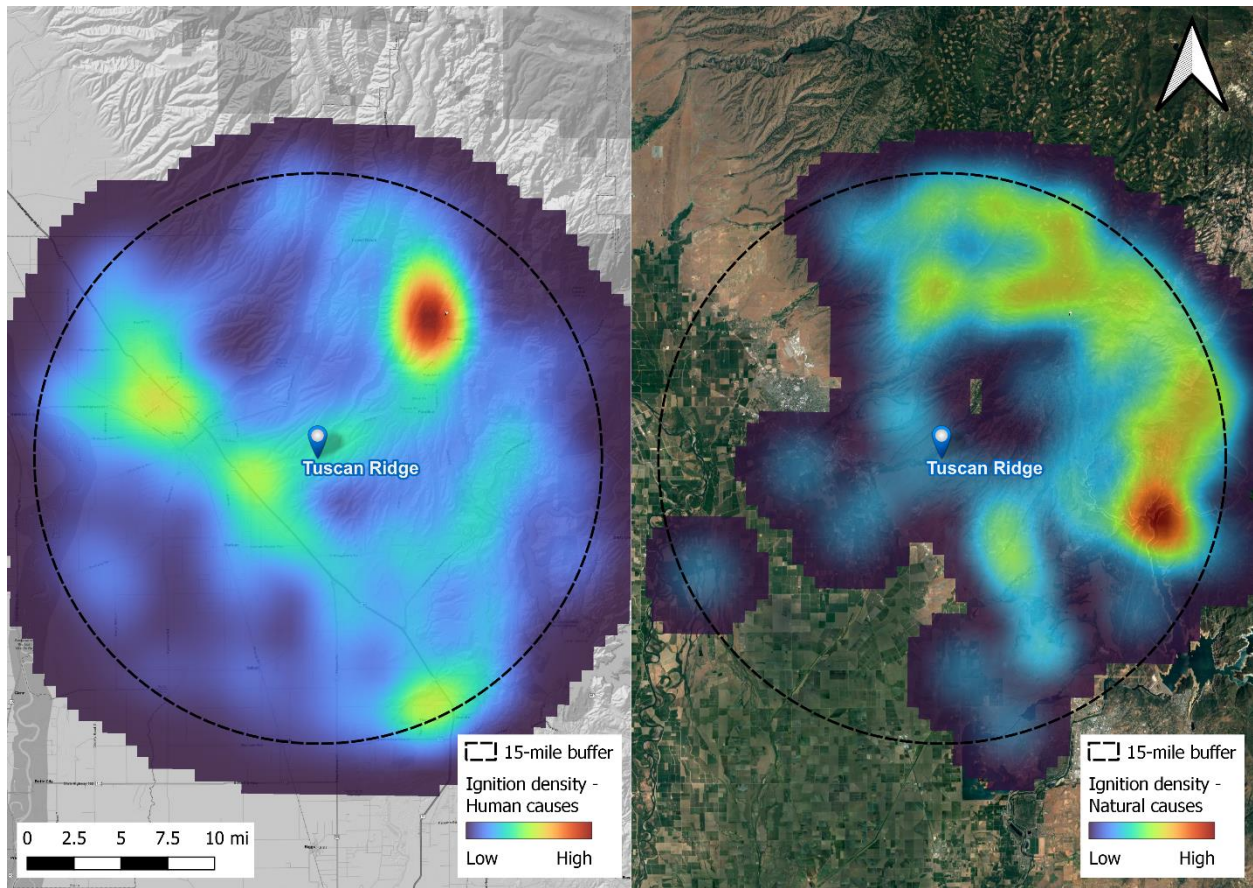 Tuscan Ridge
15-mile buffer
Ignition density -
Human causes
Low High
0 2.5 5 7.5 10 mi
Tuscan Ridge
15-mile buffer
Ignition density -
Natural causes
Low High